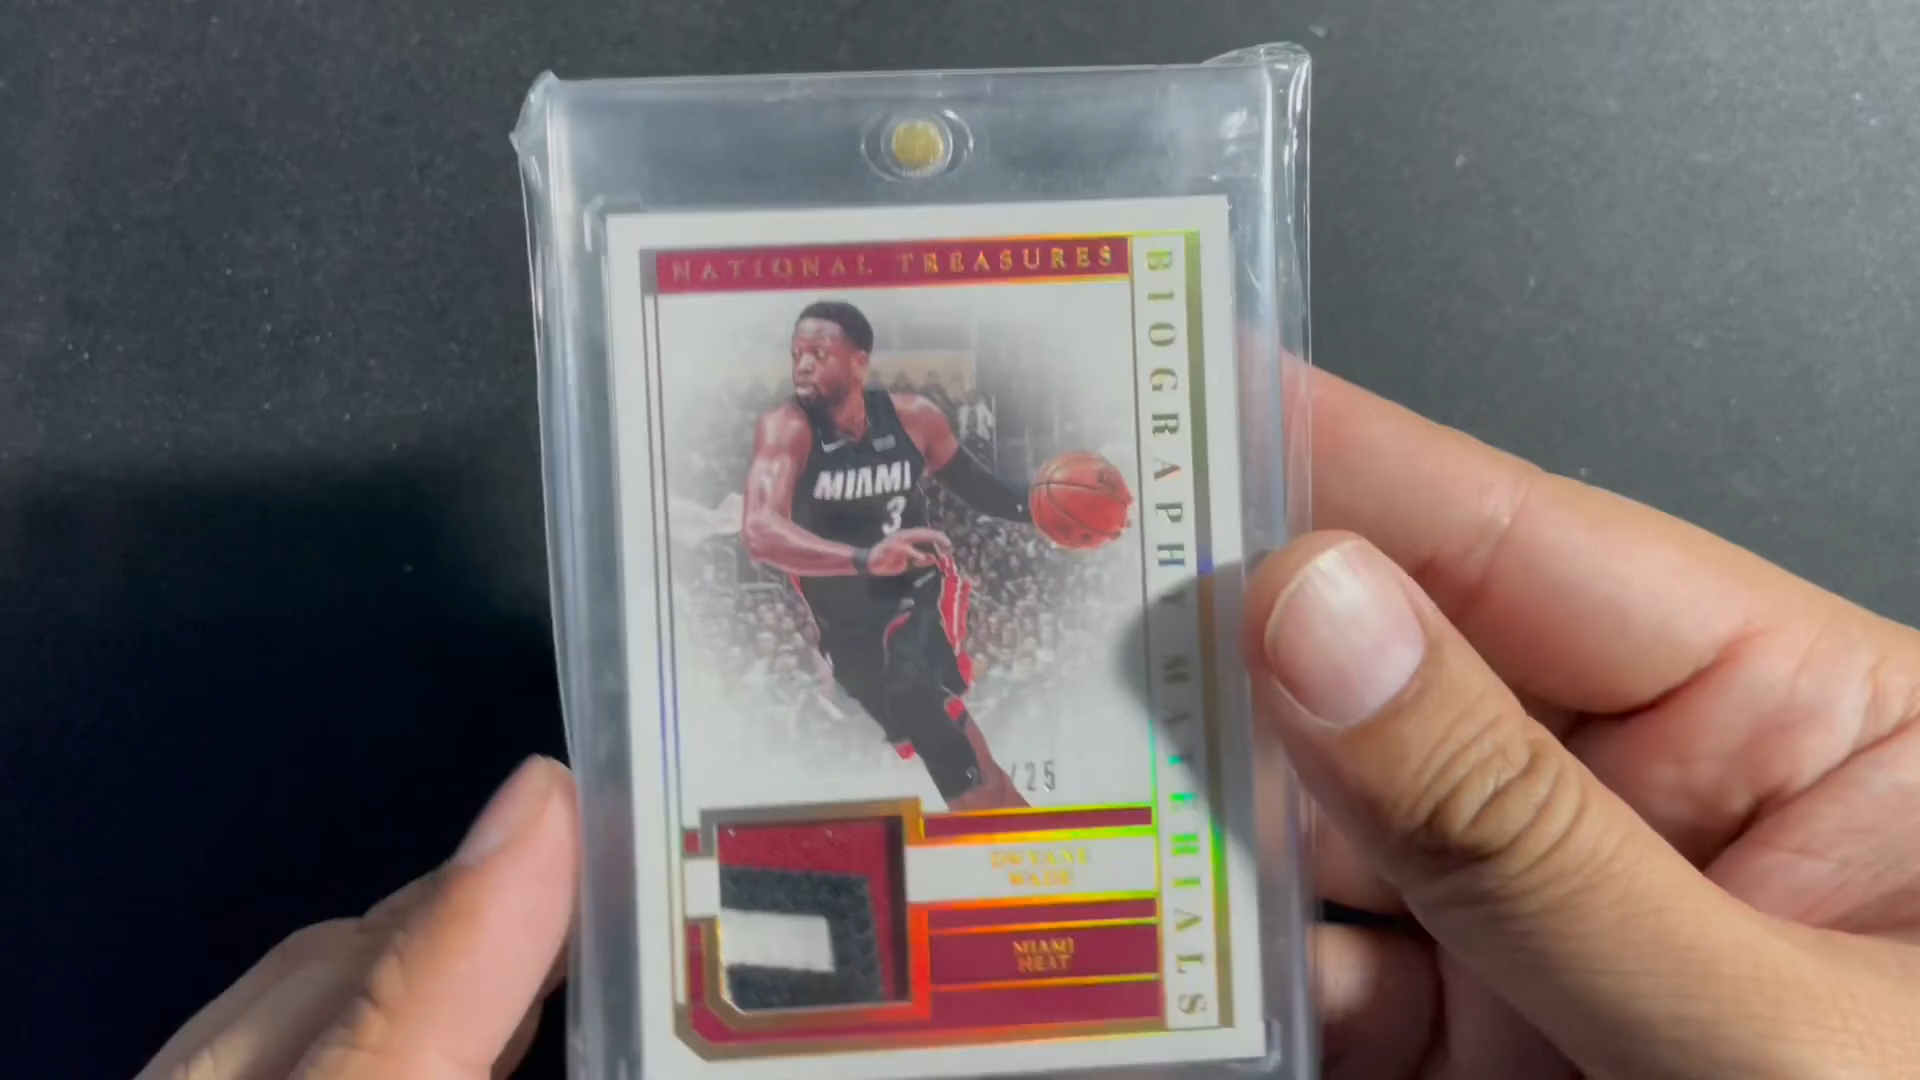 NATIONAL TREASURES
BIOGRAPHY MATERIALS
MIAMI
3
/25
DWYANE
WADE
MIAMI
HEAT